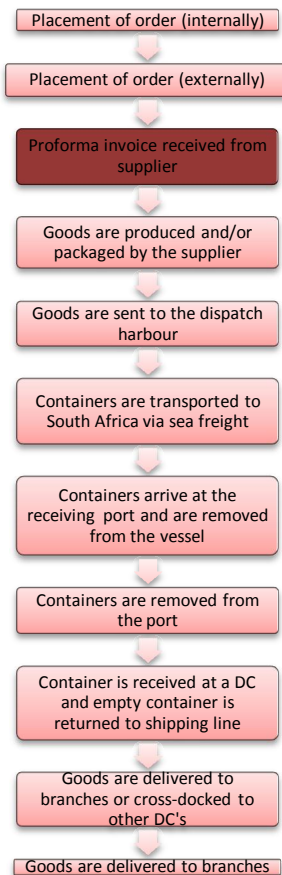 Placement of order (internally)
Placement of order (externally)
Proforma invoice received from
supplier
Goods are produced and/or
packaged by the supplier
Goods are sent to the dispatch
harbour
Containers are transported to
South Africa via sea freight
Containers arrive at the
receiving port and are removed
from the vessel
Containers are removed from
the port
Container is received at a DC
and empty container is
returned to shipping line
Goods are delivered to
branches or cross-docked to
other DC's
Goods are delivered to branches